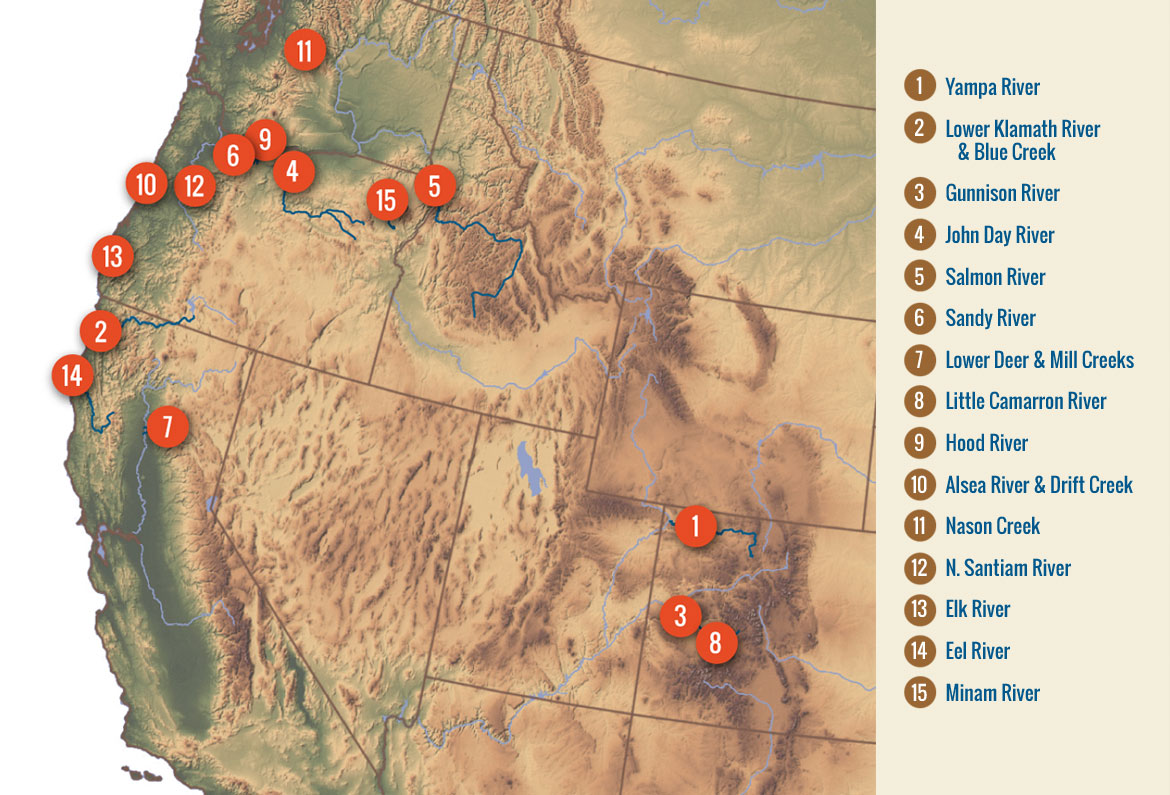 11
9
6
4
10
12
15
5
13
2
14
7
1
3
8
1 Yampa River
2 Lower Klamath River
& Blue Creek
3 Gunnison River
4 John Day River
5 Salmon River
6 Sandy River
7 Lower Deer & Mill Creeks
8 Little Camarron River
9 Hood River
10 Alsea River & Drift Creek
11 Nason Creek
12 N. Santiam River
13 Elk River
14 Eel River
15 Minam River